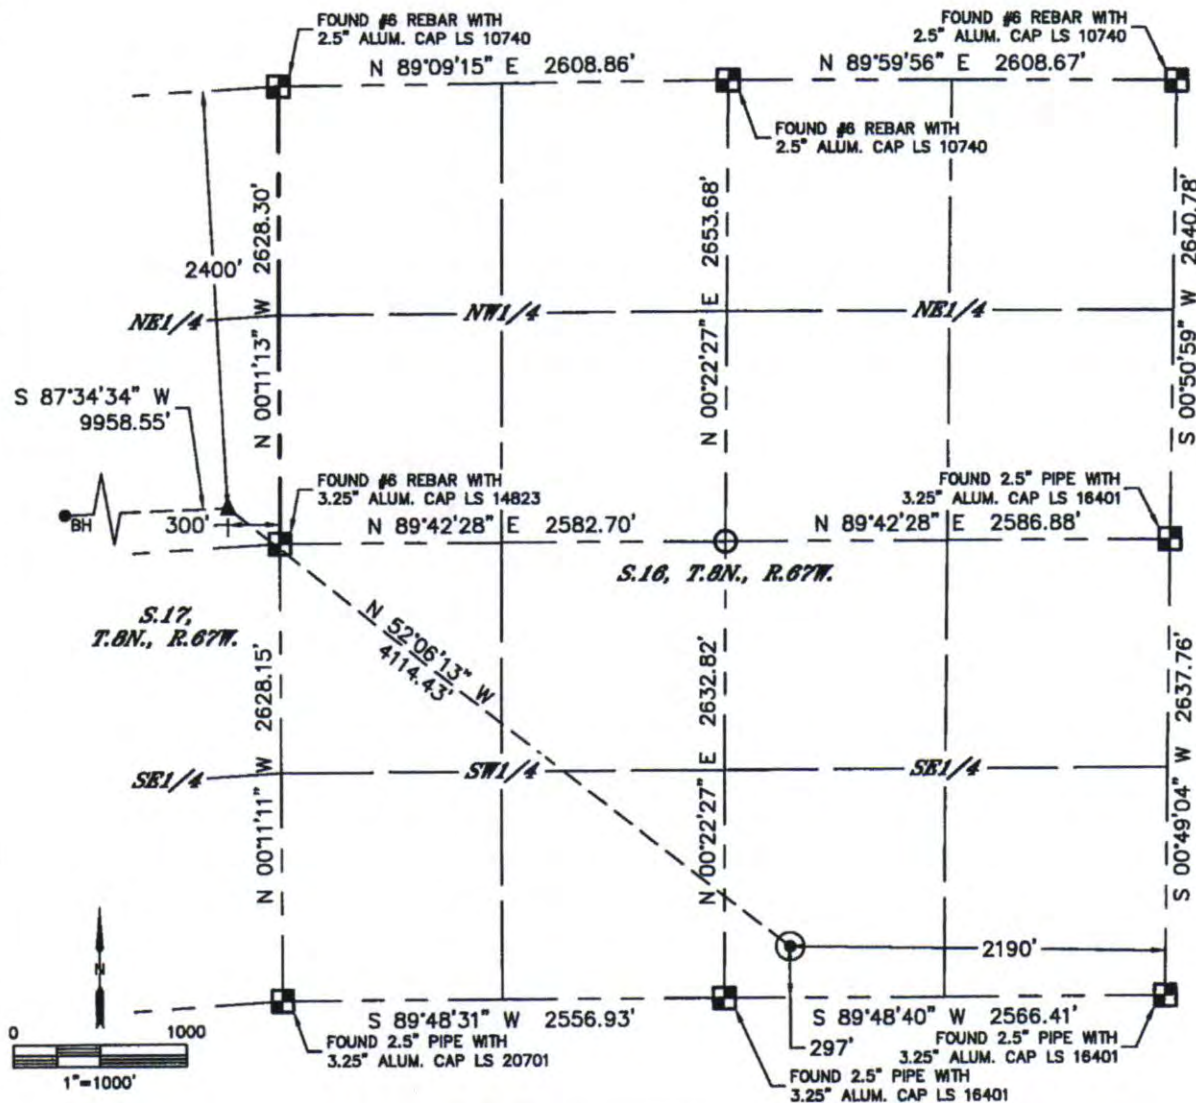 FOUND #6 REBAR WITH
2.5" ALUM. CAP LS 10740
FOUND #6 REBAR WITH
2.5" ALUM. CAP LS 10740
N 89°09'15" E 2608.86'
N 89°59'56" E 2608.67'
FOUND #6 REBAR WITH
2.5" ALUM. CAP LS 10740
2400'
N 00°11'13" W 2628.30'
N 00°22'27" E 2653.68'
S 00°50'59" W 2640.78'
NE1/4
NW1/4
NE1/4
S 87°34'34" W
9958.55'
FOUND #6 REBAR WITH
3.25" ALUM. CAP LS 14823
FOUND 2.5" PIPE WITH
3.25" ALUM. CAP LS 16401
BH
300'
N 89°42'28" E 2582.70'
N 89°42'28" E 2586.88'
S.16, T.8N., R.67W.
S.17,
T.8N., R.67W.
N 52°06'13" W
4114.43'
N 00°11'11" W 2628.15'
N 00°22'27" E 2632.82'
S 00°49'04" W 2637.76'
SE1/4
SW1/4
SE1/4
2190'
N
S 89°48'31" W 2556.93'
S 89°48'40" W 2566.41'
0 1000
1"=1000'
FOUND 2.5" PIPE WITH
3.25" ALUM. CAP LS 20701
297'
FOUND 2.5" PIPE WITH
3.25" ALUM. CAP LS 16401
FOUND 2.5" PIPE WITH
3.25" ALUM. CAP LS 16401